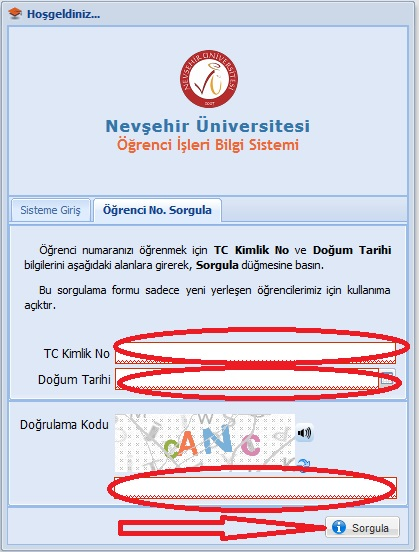 Hoşgeldiniz...
NEVŞEHİR ÜNİVERSİTESİ
2007
Nevşehir Üniversitesi
Öğrenci İşleri Bilgi Sistemi
Sisteme Giriş
Öğrenci No. Sorgula
Öğrenci numaranızı öğrenmek için TC Kimlik No ve Doğum Tarihi
bilgilerini aşağıdaki alanlara girerek, Sorgula düğmesine basın.
Bu sorgulama formu sadece yeni yerleşen öğrencilerimiz için kullanıma
açıktır.
TC Kimlik No
Doğum Tarihi
Doğrulama Kodu
cANC
Sorgula